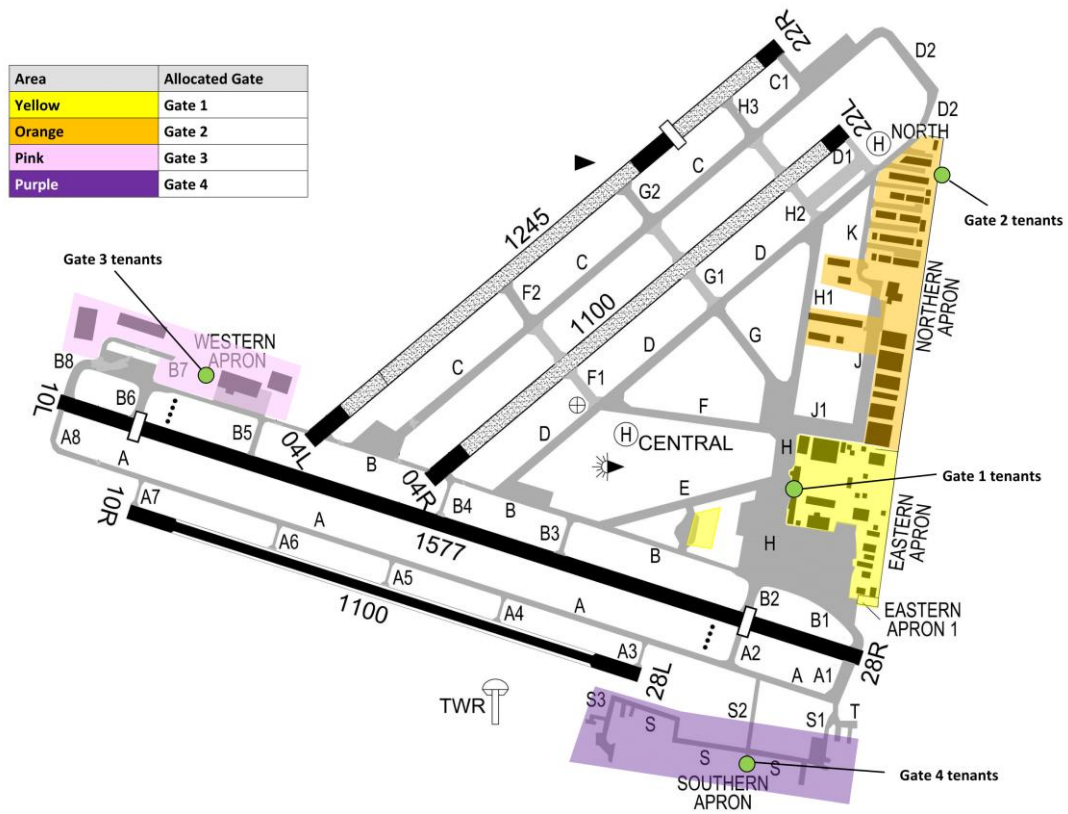 Area Allocated Gate
Yellow Gate 1
Orange Gate 2
Pink Gate 3
Purple Gate 4
22R
D2
C1
H3
D2
22L
H NORTH
C
D1
G2
Gate 2 tenants
H2
1245
K
D
C
G1
Gate 3 tenants
F2
H1
NORTHERN
APRON
1100
WESTERN
APRON
G
D
B8
B7
C
J
F1
10L
B6
J1
F
B5
04L
D
H CENTRAL
H
A8
A
B
04R
Gate 1 tenants
E
10R
A7
B4
B
A
B3
EASTERN
APRON
1577
H
A6
B
A5
B2
1100
A
EASTERN
APRON 1
A4
B1
A3
A2
28R
28L
A
A1
TWR
S3
S2
S1
T
S
S
S
Gate 4 tenants
SOUTHERN
APRON